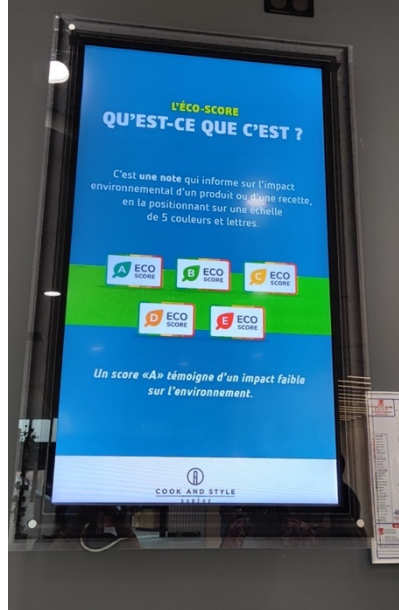 L'ÉCO-SCORE
QU'EST-CE QUE C'EST ?
C'est une note qui informe sur l'impact
environnemental d'un produit ou d'une recette,
en la positionnant sur une échelle
de 5 couleurs et lettres.
A ECO SCORE
B ECO SCORE
C ECO SCORE
D ECO SCORE
E ECO SCORE
Un score «A» témoigne d'un impact faible
sur l'environnement.
COOK AND STYLE